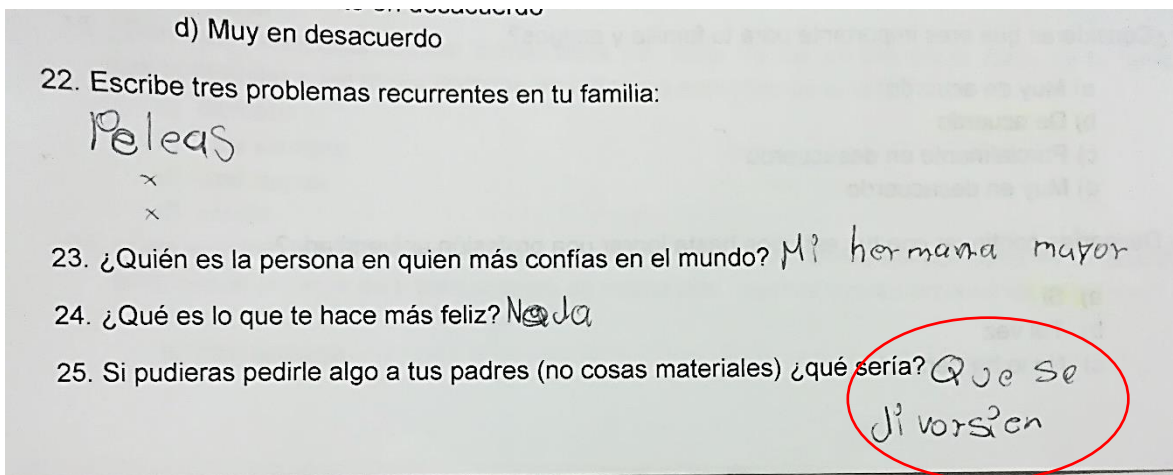 d) Muy en desacuerdo
22. Escribe tres problemas recurrentes en tu familia:
Peleas
x
x
23. ¿Quién es la persona en quien más confías en el mundo? Mi hermana mayor
24. ¿Qué es lo que te hace más feliz? Nada
25. Si pudieras pedirle algo a tus padres (no cosas materiales) ¿qué sería? Que se
divorsien